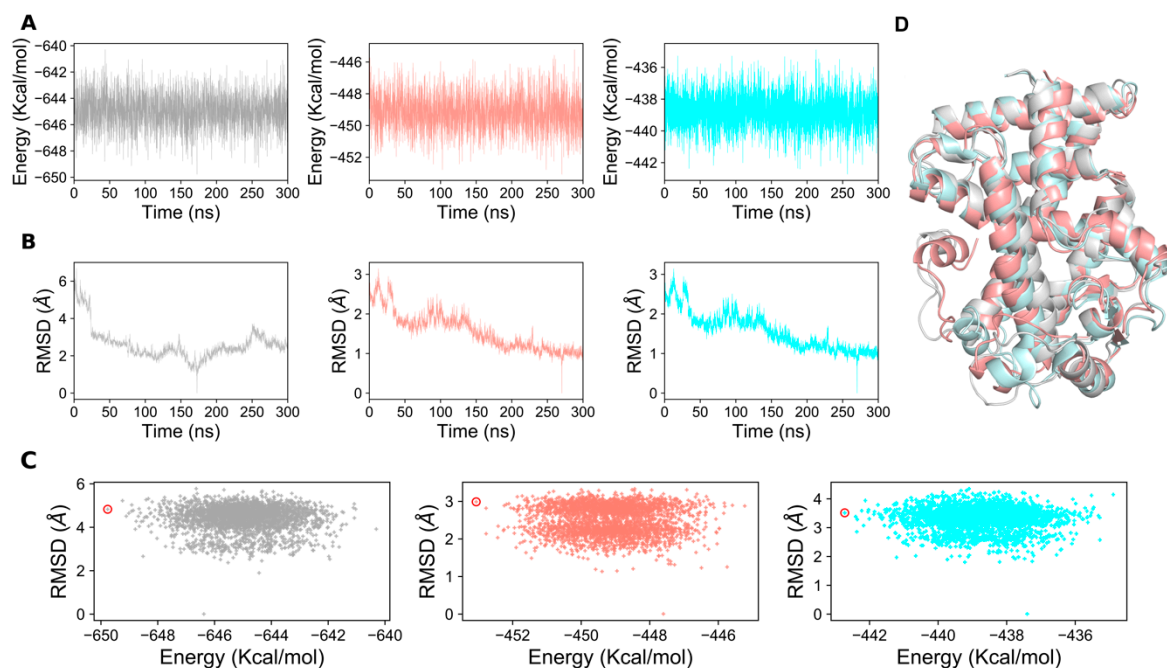 A
D
Energy (Kcal/mol)
−640
−642
−644
−646
−648
−650
0 50 100 150 200 250 300
Time (ns)
Energy (Kcal/mol)
−446
−448
−450
−452
0 50 100 150 200 250 300
Time (ns)
Energy (Kcal/mol)
−436
−438
−440
−442
0 50 100 150 200 250 300
Time (ns)
B
RMSD (Å)
6
4
2
0
0 50 100 150 200 250 300
Time (ns)
RMSD (Å)
3
2
1
0
0 50 100 150 200 250 300
Time (ns)
RMSD (Å)
3
2
1
0
0 50 100 150 200 250 300
Time (ns)
C
RMSD (Å)
6
4
2
0
−650 −648 −646 −644 −642 −640
Energy (Kcal/mol)
RMSD (Å)
3
2
1
0
−452 −450 −448 −446
Energy (Kcal/mol)
RMSD (Å)
4
3
2
1
0
−442 −440 −438 −436
Energy (Kcal/mol)